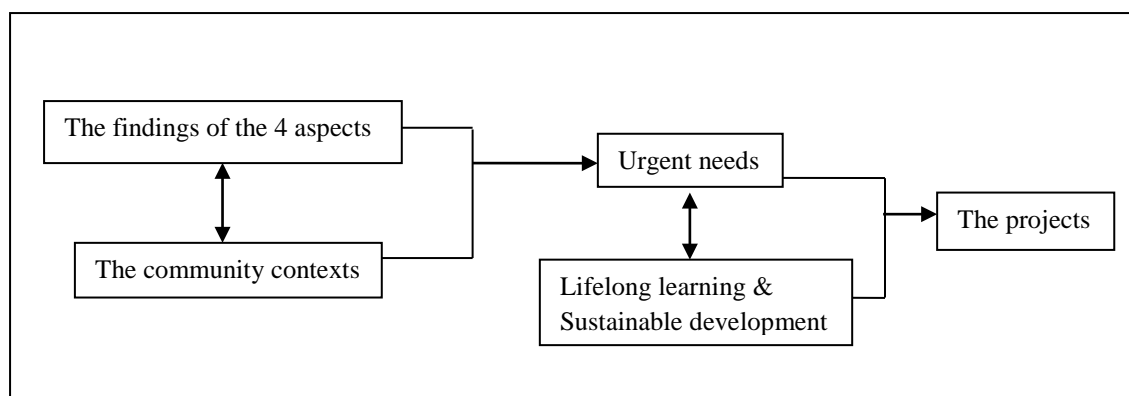 The findings of the 4 aspects
The community contexts
Urgent needs
Lifelong learning &
Sustainable development
The projects